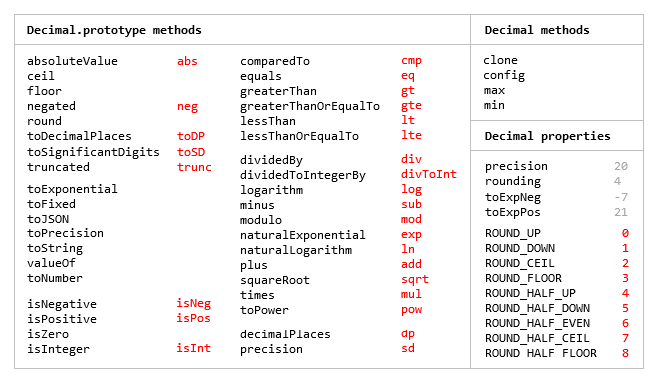 Decimal.prototype methods
absoluteValue abs
ceil
floor
negated neg
round
toDecimalPlaces toDP
toSignificantDigits toSD
truncated trunc
toExponential
toFixed
toJSON
toPrecision
toString
valueOf
toNumber
isNegative isNeg
isPositive isPos
isZero
isInteger isInt
comparedTo cmp
equals eq
greaterThan gt
greaterThanOrEqualTo gte
lessThan lt
lessThanOrEqualTo lte
dividedBy div
dividedToIntegerBy divToInt
logarithm log
minus sub
modulo mod
naturalExponential exp
naturalLogarithm ln
plus add
squareRoot sqrt
times mul
toPower pow
decimalPlaces dp
precision sd
Decimal methods
clone
config
max
min
Decimal properties
precision 20
rounding 4
toExpNeg -7
toExpPos 21
ROUND_UP 0
ROUND_DOWN 1
ROUND_CEIL 2
ROUND_FLOOR 3
ROUND_HALF_UP 4
ROUND_HALF_DOWN 5
ROUND_HALF_EVEN 6
ROUND_HALF_CEIL 7
ROUND_HALF_FLOOR 8